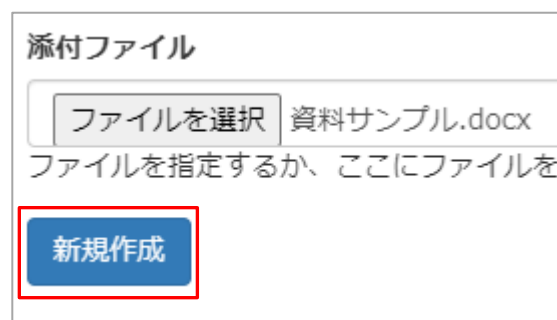 添付ファイル
ファイルを選択 資料サンプル.docx
ファイルを指定するか、ここにファイルを
新規作成